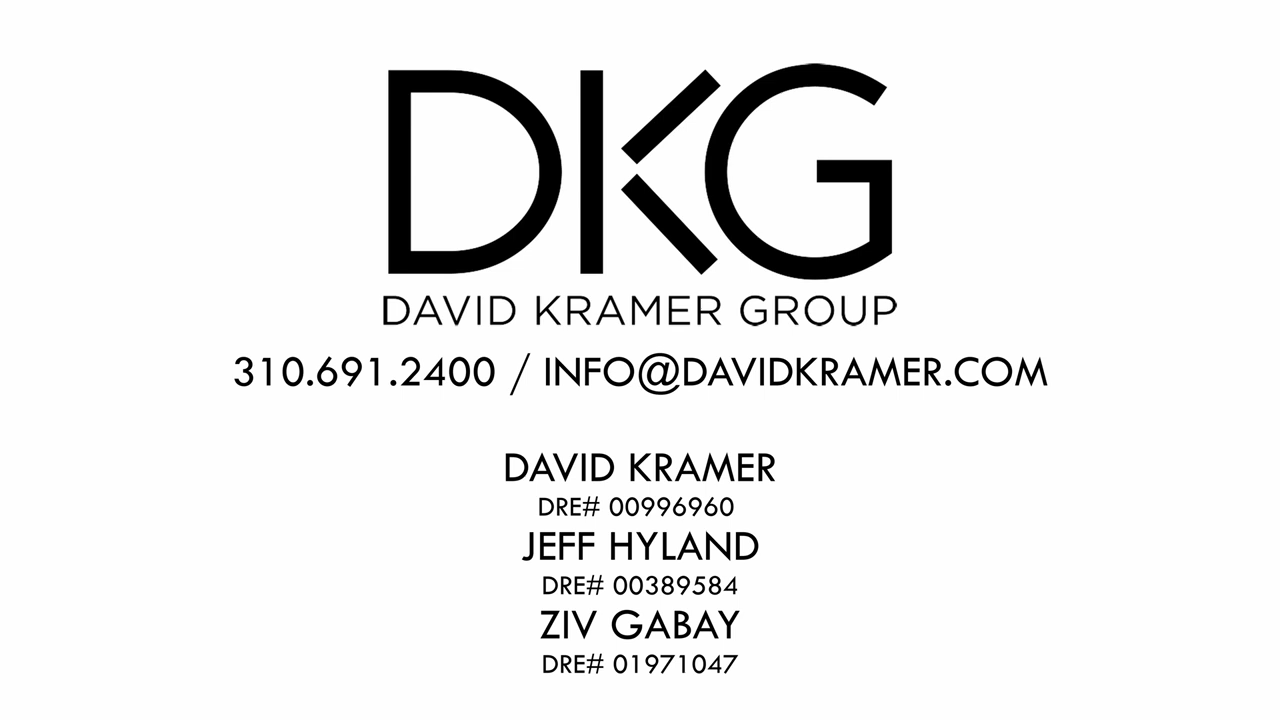 DKG
DAVID KRAMER GROUP
310.691.2400 / INFO@DAVIDKRAMER.COM
DAVID KRAMER
DRE# 00996960
JEFF HYLAND
DRE# 00389584
ZIV GABAY
DRE# 01971047